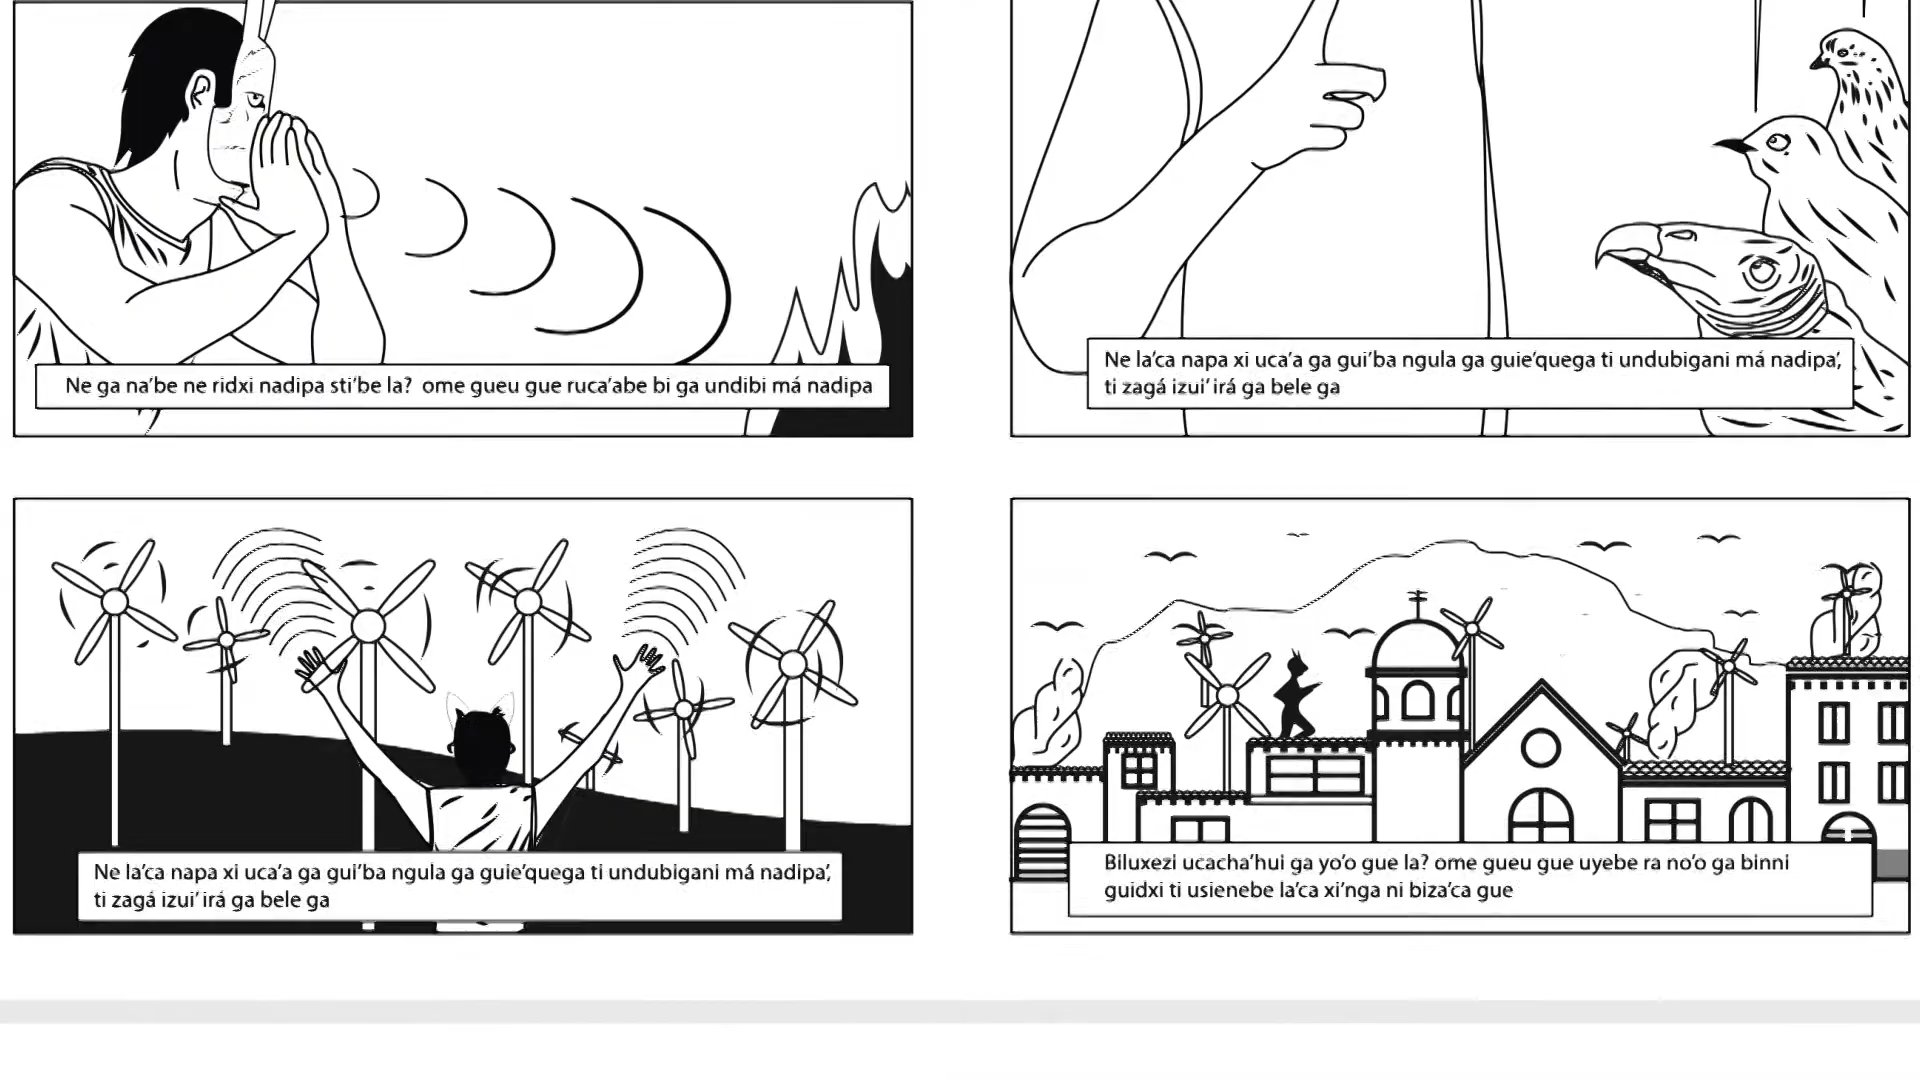 Ne ga na'be ne ridxi nadipa sti'be la?  ome gueu gue ruca'abe bi ga undibi má nadipa
Ne la'ca napa xi uca'a ga gui'ba ngula ga guie'quega ti undubigani má nadipa',
ti zagá izui' irá ga bele ga
Ne la'ca napa xi uca'a ga gui'ba ngula ga guie'quega ti undubigani má nadipa',
ti zagá izui' irá ga bele ga
Biluxezi ucacha'hui ga yo'o gue la? ome gueu gue uyebe ra no'o ga binni
guidxi ti usienebe la'ca xi'nga ni biza'ca gue